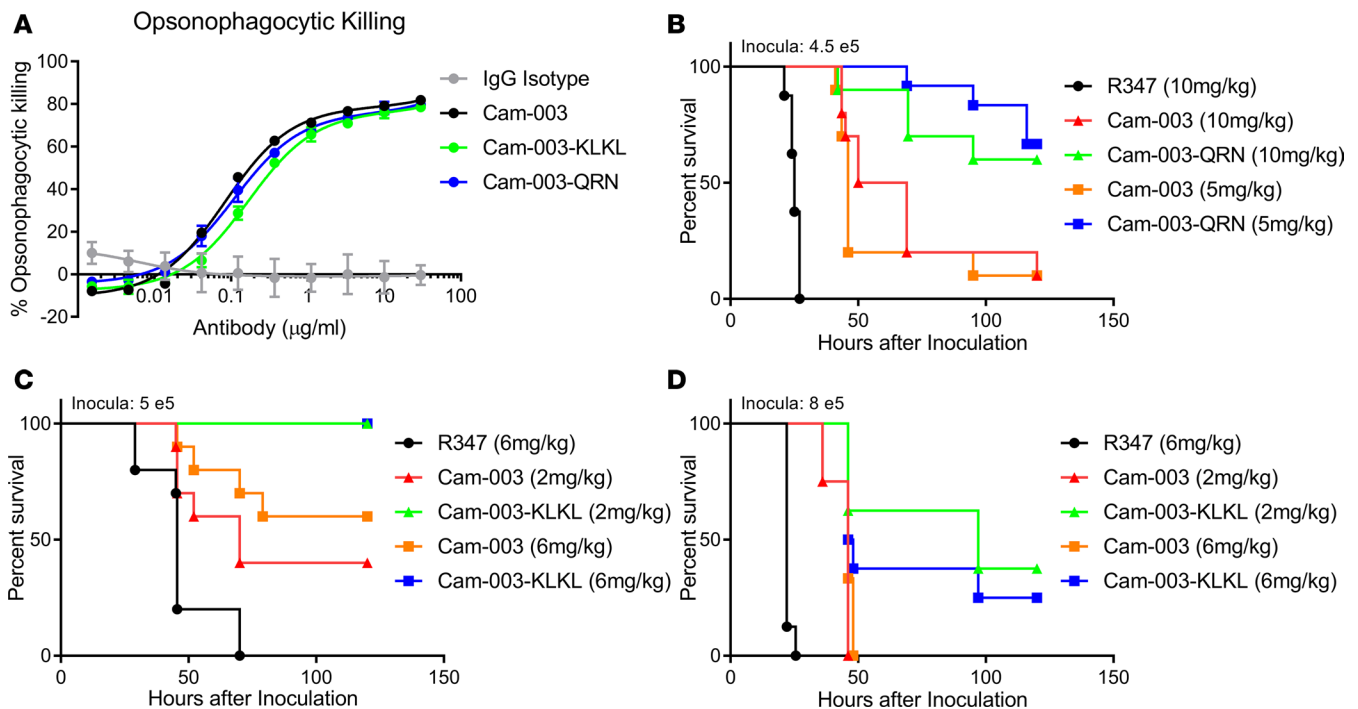 A
Opsonophagocytic Killing
% Opsonophagocytic killing
100
80
60
40
20
0
-20
0.01
0.1
1
10
100
Antibody (μg/ml)
IgG Isotype
Cam-003
Cam-003-KLKL
Cam-003-QRN
B
Inocula: 4.5 e5
Percent survival
100
50
0
0
50
100
150
Hours after Inoculation
R347 (10mg/kg)
Cam-003 (10mg/kg)
Cam-003-QRN (10mg/kg)
Cam-003 (5mg/kg)
Cam-003-QRN (5mg/kg)
C
Inocula: 5 e5
Percent survival
100
50
0
0
50
100
150
Hours after Inoculation
R347 (6mg/kg)
Cam-003 (2mg/kg)
Cam-003-KLKL (2mg/kg)
Cam-003 (6mg/kg)
Cam-003-KLKL (6mg/kg)
D
Inocula: 8 e5
Percent survival
100
50
0
0
50
100
150
Hours after Inoculation
R347 (6mg/kg)
Cam-003 (2mg/kg)
Cam-003-KLKL (2mg/kg)
Cam-003 (6mg/kg)
Cam-003-KLKL (6mg/kg)